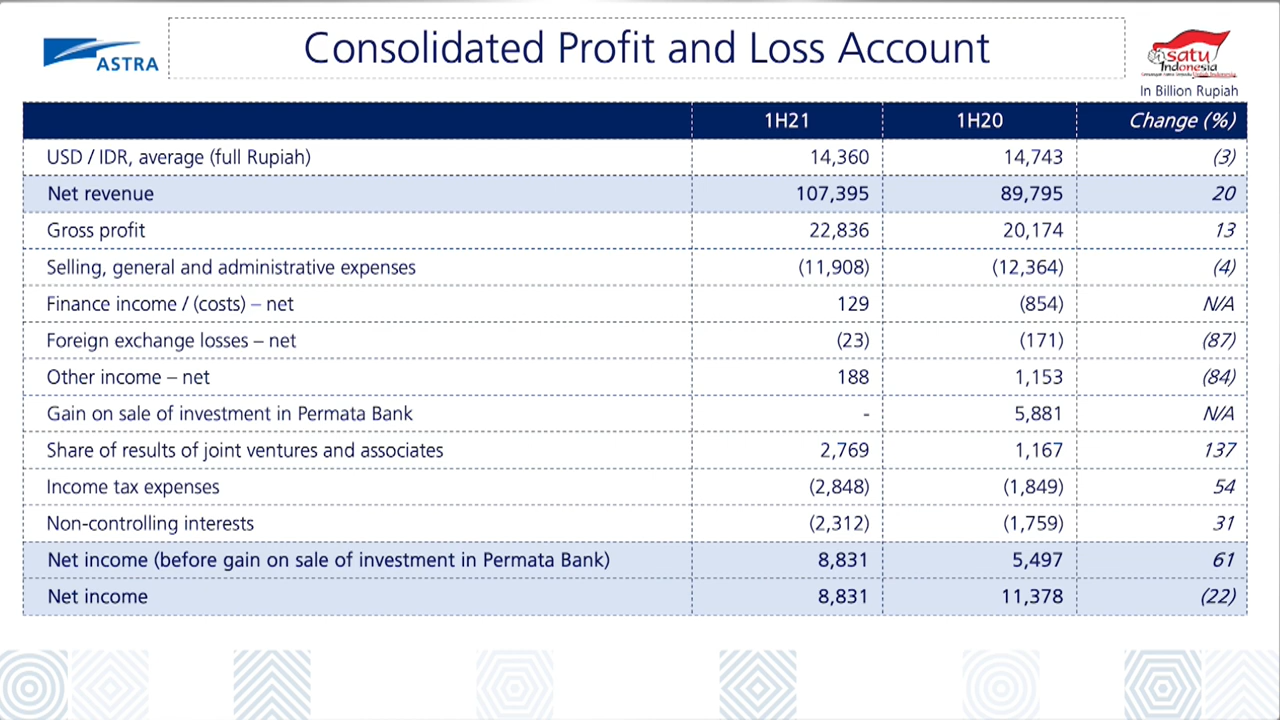 ASTRA
Consolidated Profit and Loss Account
satu
Indonesia
In Billion Rupiah
1H21 1H20 Change (%)
USD / IDR, average (full Rupiah) 14,360 14,743 (3)
Net revenue 107,395 89,795 20
Gross profit 22,836 20,174 13
Selling, general and administrative expenses (11,908) (12,364) (4)
Finance income / (costs) – net 129 (854) N/A
Foreign exchange losses – net (23) (171) (87)
Other income – net 188 1,153 (84)
Gain on sale of investment in Permata Bank - 5,881 N/A
Share of results of joint ventures and associates 2,769 1,167 137
Income tax expenses (2,848) (1,849) 54
Non-controlling interests (2,312) (1,759) 31
Net income (before gain on sale of investment in Permata Bank) 8,831 5,497 61
Net income 8,831 11,378 (22)